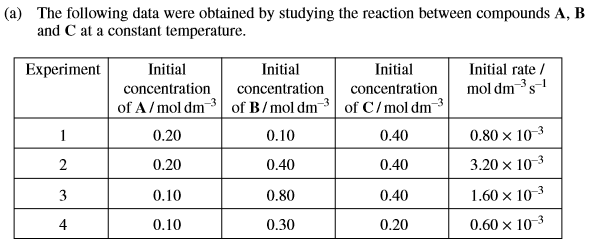 (a) The following data were obtained by studying the reaction between compounds A, B
and C at a constant temperature.
Experiment | Initial concentration of A / mol dm⁻³ | Initial concentration of B / mol dm⁻³ | Initial concentration of C / mol dm⁻³ | Initial rate / mol dm⁻³ s⁻¹
1 | 0.20 | 0.10 | 0.40 | 0.80 × 10⁻³
2 | 0.20 | 0.40 | 0.40 | 3.20 × 10⁻³
3 | 0.10 | 0.80 | 0.40 | 1.60 × 10⁻³
4 | 0.10 | 0.30 | 0.20 | 0.60 × 10⁻³